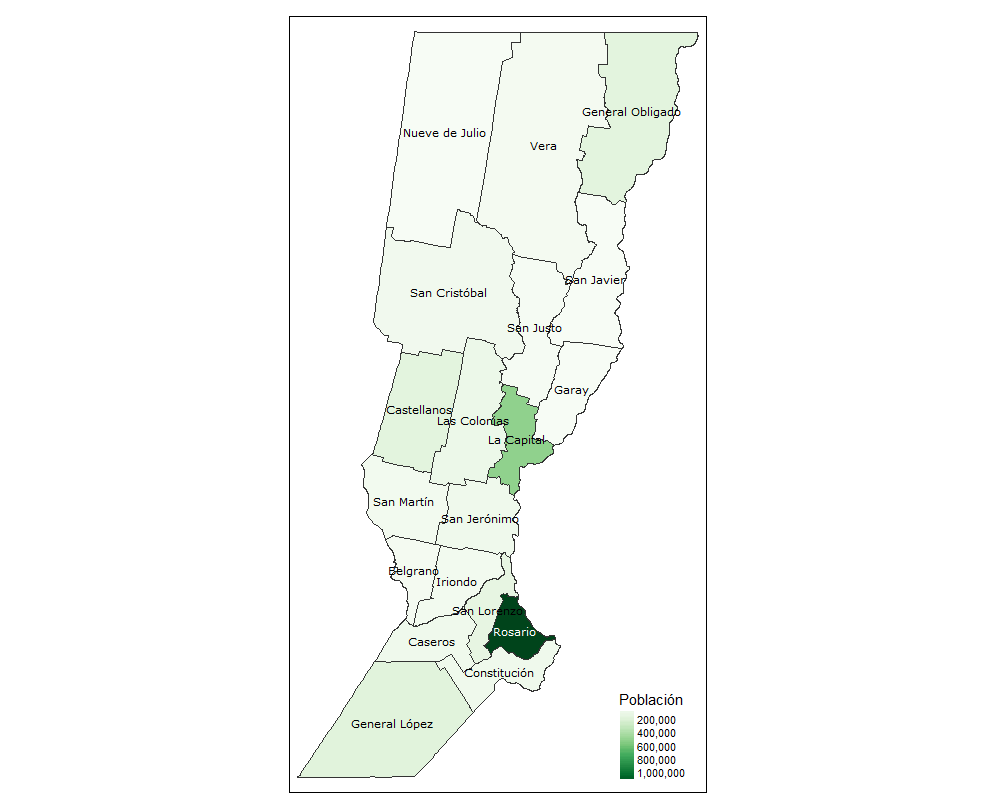 General Obligado
Nueve de Julio
Vera
San Javier
San Cristóbal
San Justo
Garay
Castellanos
Las Colonias
La Capital
San Martín
San Jerónimo
Belgrano
Iriondo
San Lorenzo
Rosario
Caseros
Constitución
General López
Población
200,000
400,000
600,000
800,000
1,000,000